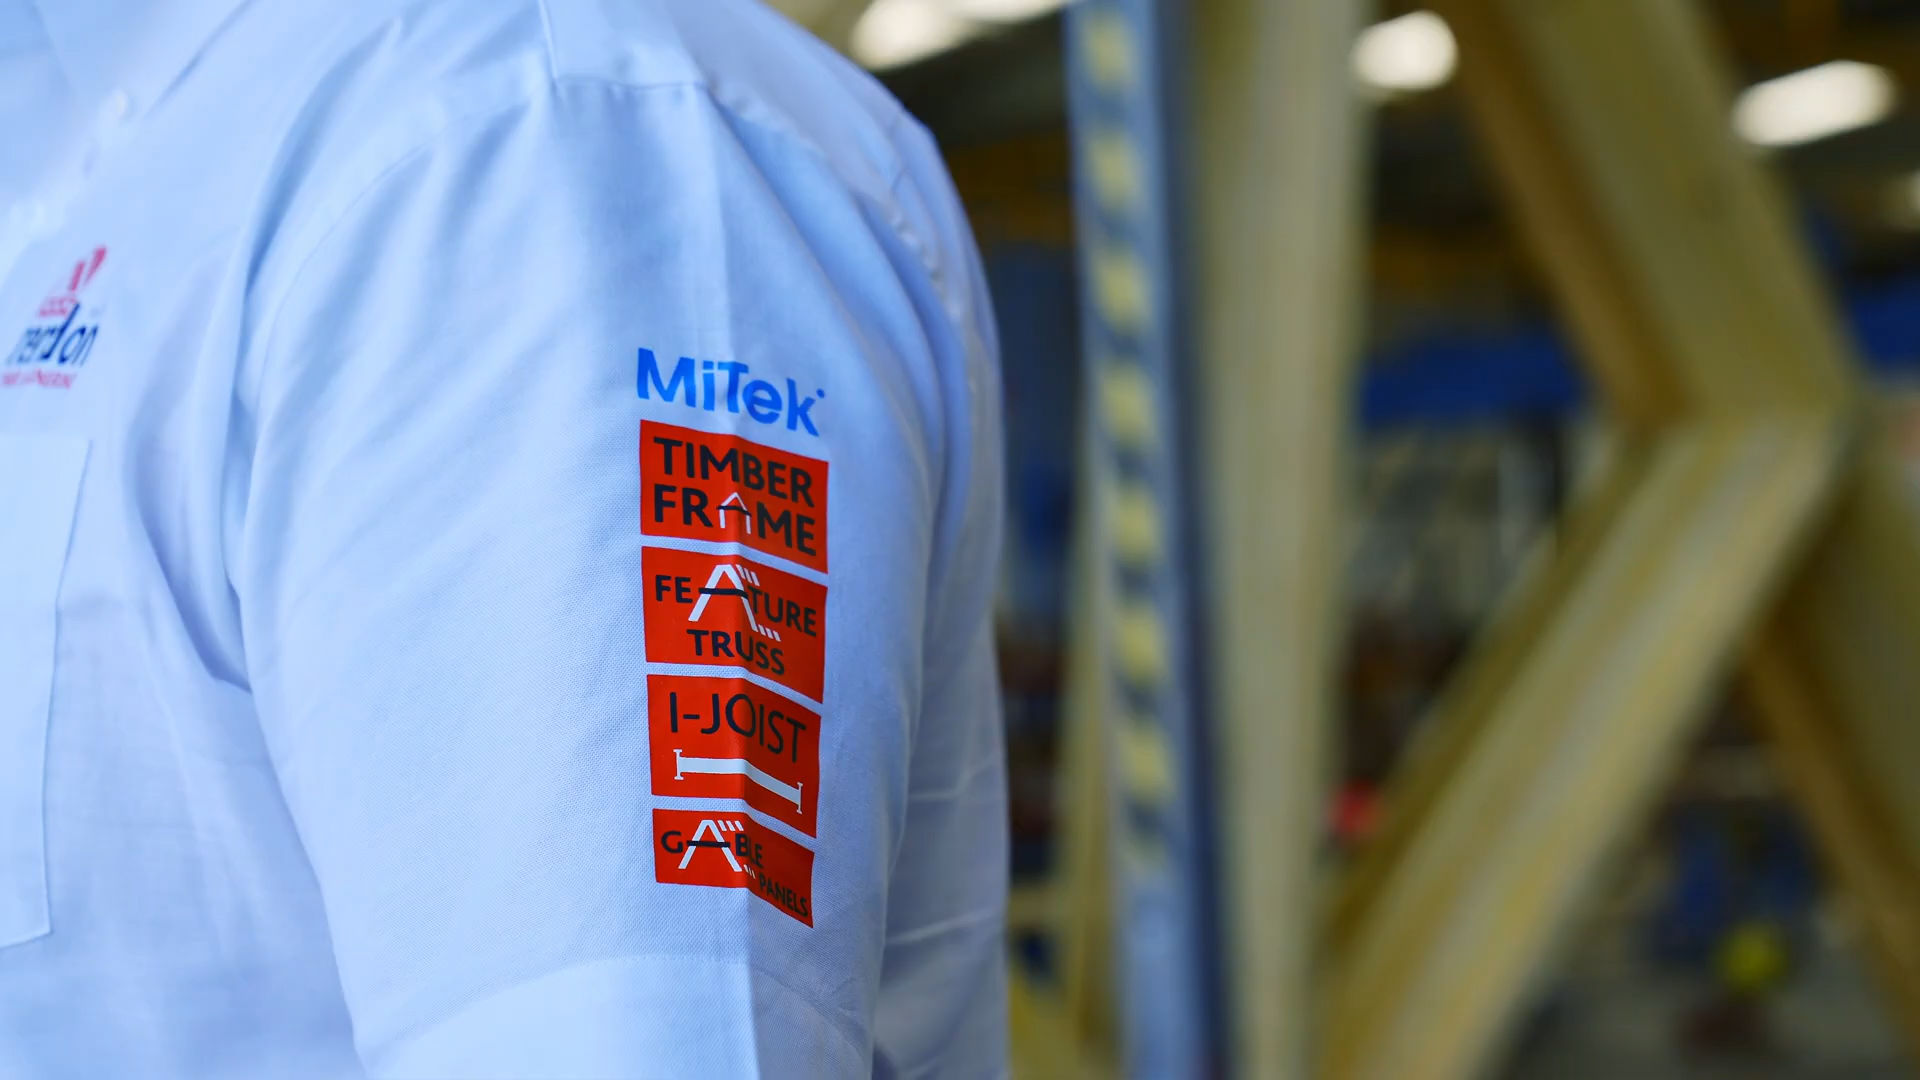 MiTek
TIMBER
FRAME
FEATURE
TRUSS
I-JOIST
GABLE
PANELS